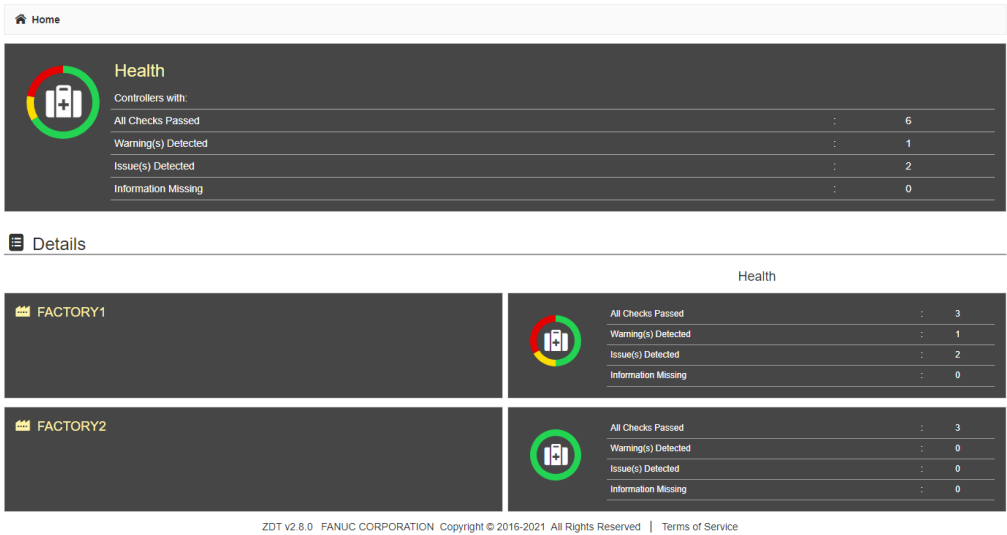 Home
Health
Controllers with:
All Checks Passed : 6
Warning(s) Detected : 1
Issue(s) Detected : 2
Information Missing : 0
Details
Health
FACTORY1
All Checks Passed : 3
Warning(s) Detected : 1
Issue(s) Detected : 2
Information Missing : 0
FACTORY2
All Checks Passed : 3
Warning(s) Detected : 0
Issue(s) Detected : 0
Information Missing : 0
ZDT v2.8.0 FANUC CORPORATION Copyright © 2016-2021 All Rights Reserved | Terms of Service